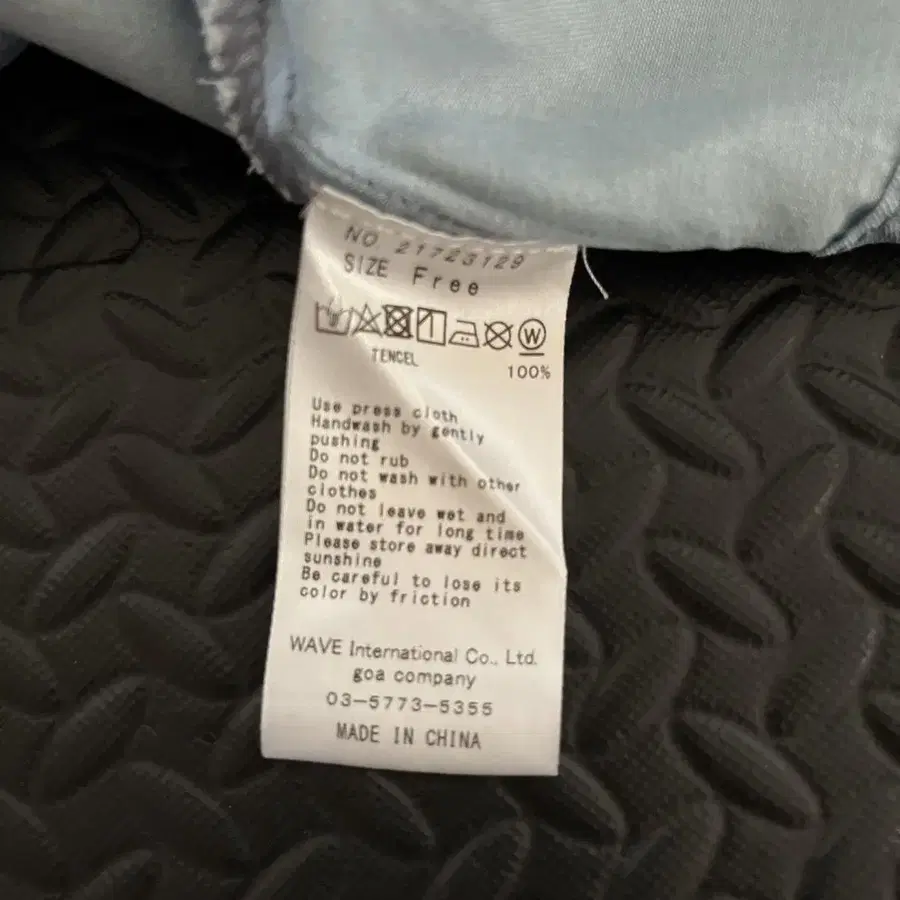 NO 21723129
SIZE Free
W
TENCEL
100%
Use press cloth
Handwash by gently
pushing
Do not rub
Do not wash with other
clothes
Do not leave wet and
in water for long time
Please store away direct
sunshine
Be careful to lose its
color by friction
WAVE International Co., Ltd.
goa company
03-5773-5355
MADE IN CHINA